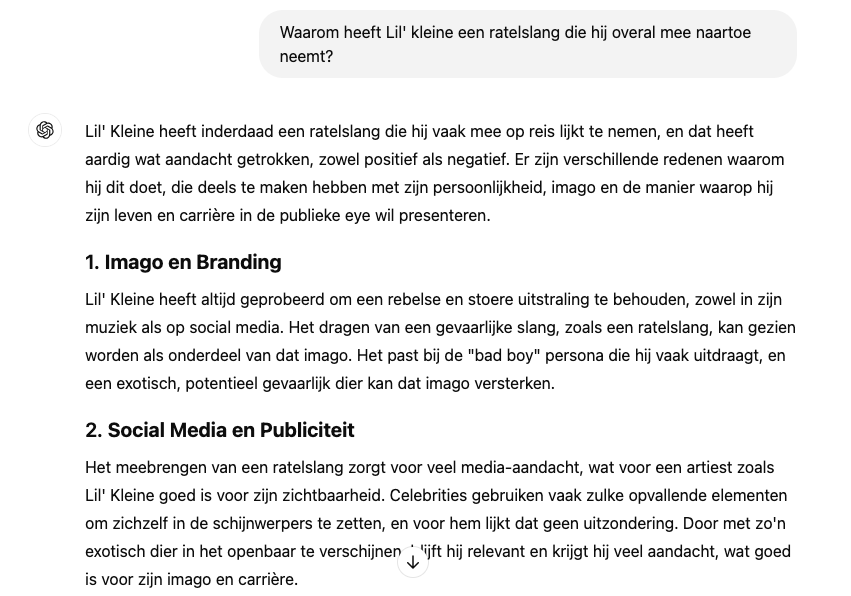 Waarom heeft Lil' kleine een ratelslang die hij overal mee naartoe
neemt?
Lil' Kleine heeft inderdaad een ratelslang die hij vaak mee op reis lijkt te nemen, en dat heeft
aardig wat aandacht getrokken, zowel positief als negatief. Er zijn verschillende redenen waarom
hij dit doet, die deels te maken hebben met zijn persoonlijkheid, imago en de manier waarop hij
zijn leven en carrière in de publieke eye wil presenteren.
1. Imago en Branding
Lil' Kleine heeft altijd geprobeerd om een rebelse en stoere uitstraling te behouden, zowel in zijn
muziek als op social media. Het dragen van een gevaarlijke slang, zoals een ratelslang, kan gezien
worden als onderdeel van dat imago. Het past bij de "bad boy" persona die hij vaak uitdraagt, en
een exotisch, potentieel gevaarlijk dier kan dat imago versterken.
2. Social Media en Publiciteit
Het meebrengen van een ratelslang zorgt voor veel media-aandacht, wat voor een artiest zoals
Lil' Kleine goed is voor zijn zichtbaarheid. Celebrities gebruiken vaak zulke opvallende elementen
om zichzelf in de schijnwerpers te zetten, en voor hem lijkt dat geen uitzondering. Door met zo'n
exotisch dier in het openbaar te verschijnen, blijft hij relevant en krijgt hij veel aandacht, wat goed
is voor zijn imago en carrière.